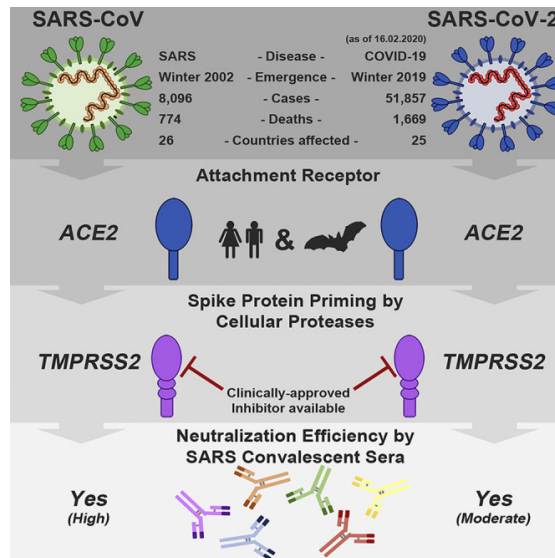 SARS-CoV
SARS-CoV-2
(as of 16.02.2020)
SARS - Disease - COVID-19
Winter 2002 - Emergence - Winter 2019
8,096 - Cases - 51,857
774 - Deaths - 1,669
26 - Countries affected - 25
Attachment Receptor
ACE2 & ACE2
Spike Protein Priming by
Cellular Proteases
TMPRSS2 TMPRSS2
Clinically-approved
Inhibitor available
Neutralization Efficiency by
SARS Convalescent Sera
Yes Yes
(High) (Moderate)